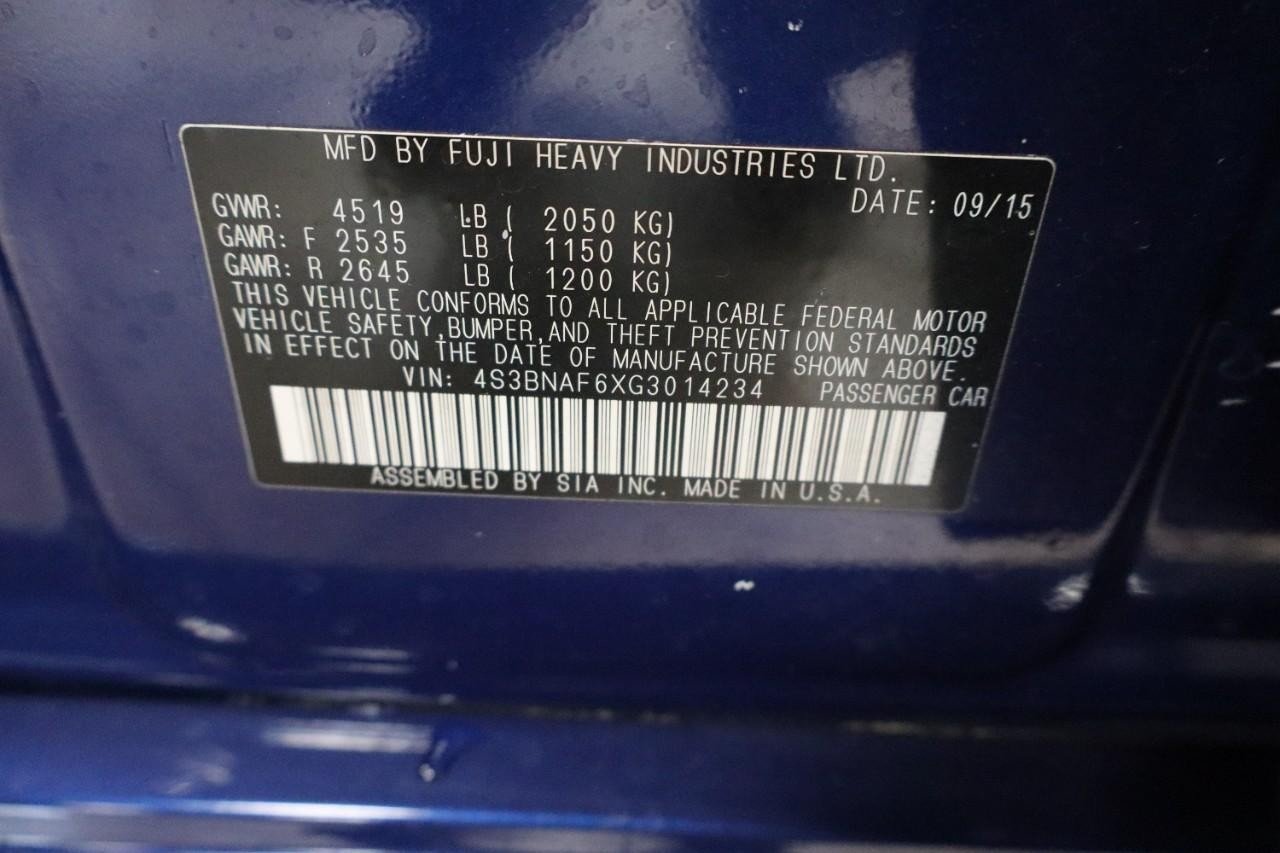 MFD BY FUJI HEAVY INDUSTRIES LTD.
DATE: 09/15
GVWR: 4519 LB ( 2050 KG)
GAWR: F 2535 LB ( 1150 KG)
GAWR: R 2645 LB ( 1200 KG)
THIS VEHICLE CONFORMS TO ALL APPLICABLE FEDERAL MOTOR
VEHICLE SAFETY,BUMPER,AND THEFT PREVENTION STANDARDS
IN EFFECT ON THE DATE OF MANUFACTURE SHOWN ABOVE.
VIN: 4S3BNAF6XG3014234 PASSENGER CAR
ASSEMBLED BY SIA INC. MADE IN U.S.A.